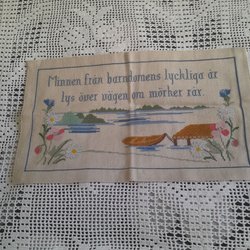 Minnen från barndomens lyckliga år
lys över vägen om mörker rår.